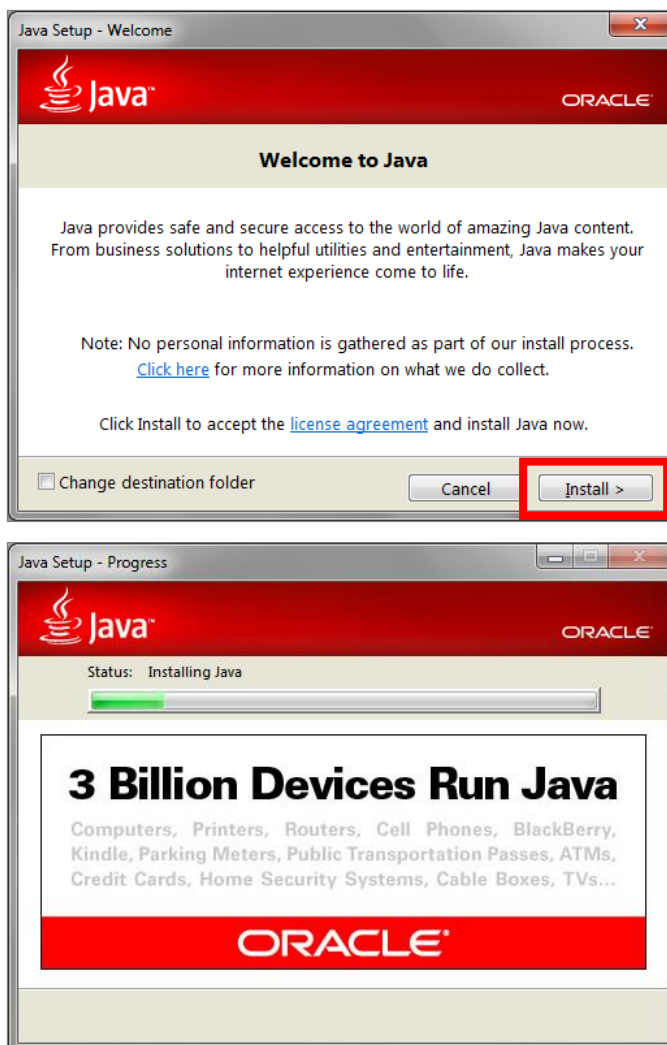 Java Setup - Welcome
Java™
ORACLE®
Welcome to Java
Java provides safe and secure access to the world of amazing Java content.
From business solutions to helpful utilities and entertainment, Java makes your
internet experience come to life.
Note: No personal information is gathered as part of our install process.
Click here for more information on what we do collect.
Click Install to accept the license agreement and install Java now.
Change destination folder
Cancel
Install >
Java Setup - Progress
Java™
ORACLE®
Status: Installing Java
3 Billion Devices Run Java
Computers, Printers, Routers, Cell Phones, BlackBerry,
Kindle, Parking Meters, Public Transportation Passes, ATMs,
Credit Cards, Home Security Systems, Cable Boxes, TVs...
ORACLE®